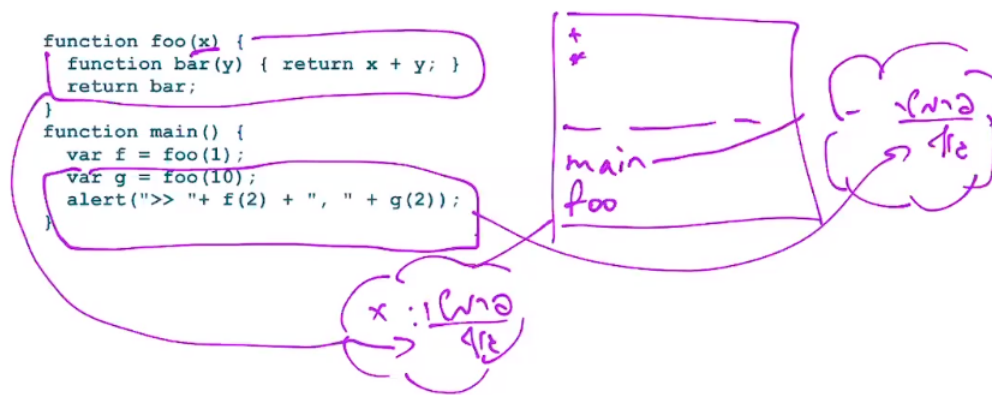 function foo(x) {
function bar(y) { return x + y; }
return bar;
}
function main() {
var f = foo(1);
var g = foo(10);
alert(">> "+ f(2) + ", " + g(2));
}
+
*
main
foo
x :